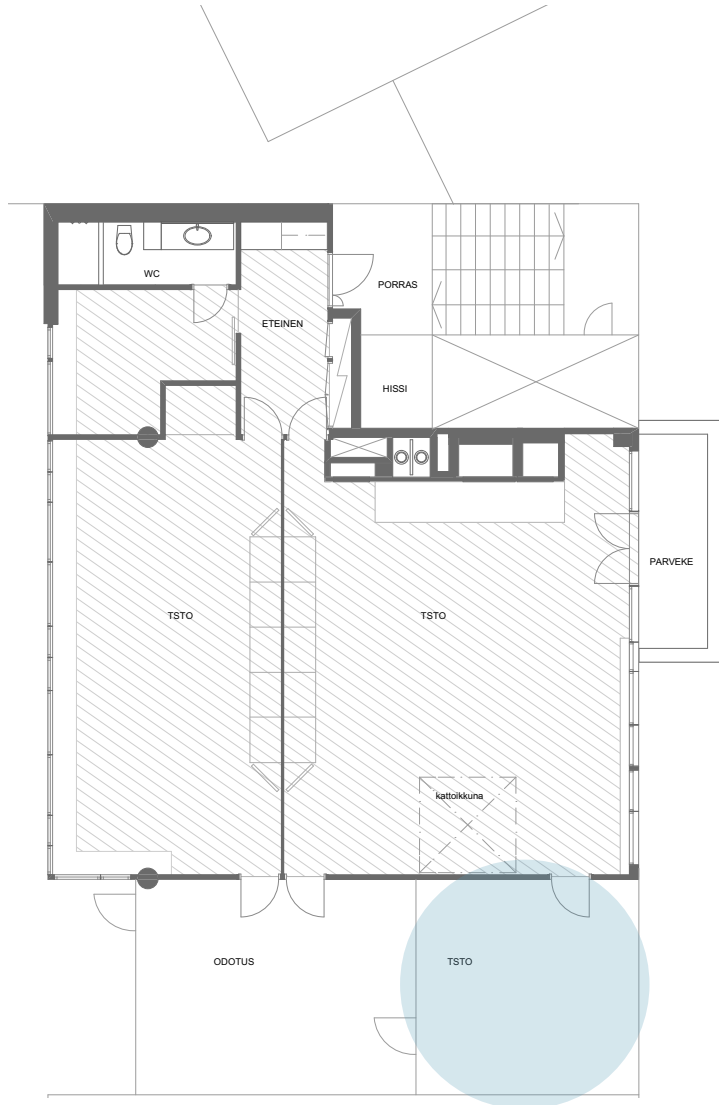 WC
PORRAS
ETEINEN
HISSI
PARVEKE
TSTO
TSTO
kattoikkuna
ODOTUS
TSTO